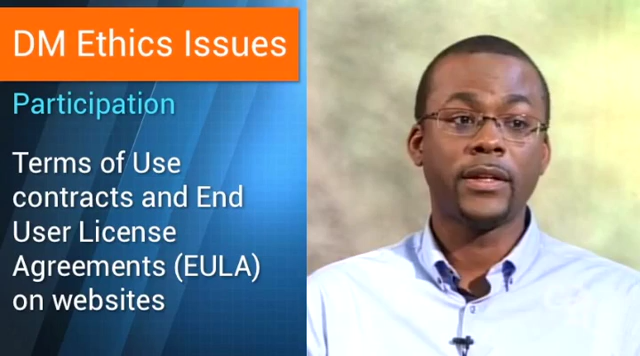 DM Ethics Issues
Participation
Terms of Use
contracts and End
User License
Agreements (EULA)
on websites